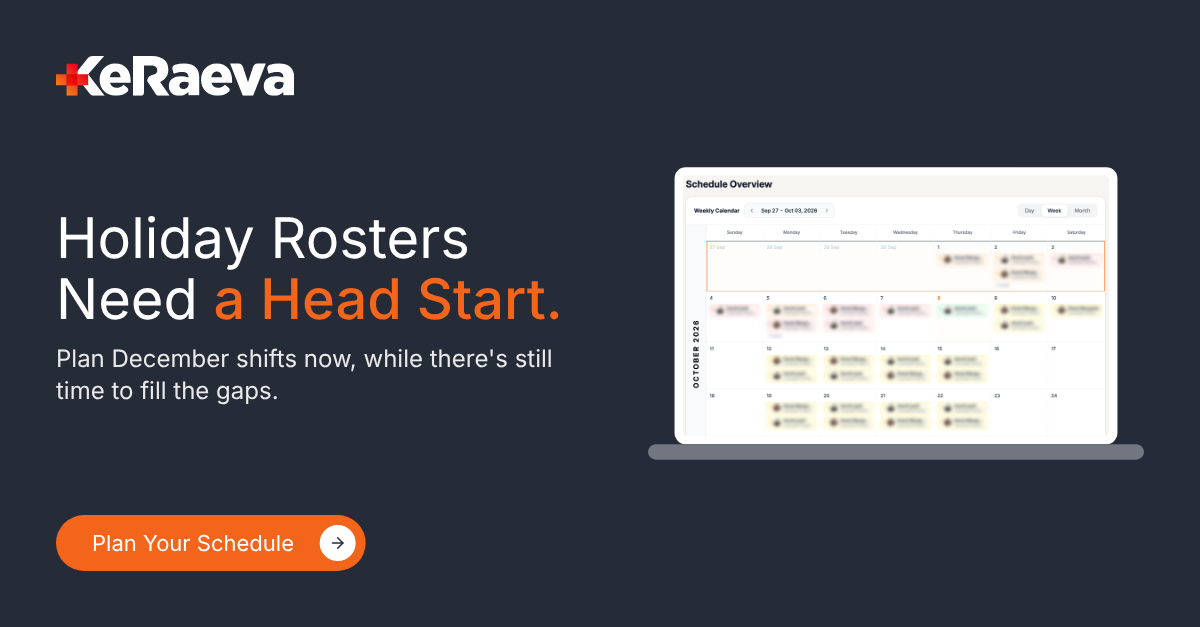 KeRaeva
Holiday Rosters
Need a Head Start.
Plan December shifts now, while there's still
time to fill the gaps.
Plan Your Schedule
Schedule Overview
Weekly Calendar
Sep 27 – Oct 03, 2026
Day Week Month
Sunday Monday Tuesday Wednesday Thursday Friday Saturday
27 Sep 28 Sep 29 Sep 30 Sep 1 2 3
4 5 6 7 8 9 10
11 12 13 14 15 16 17
18 19 20 21 22 23 24
OCTOBER 2026